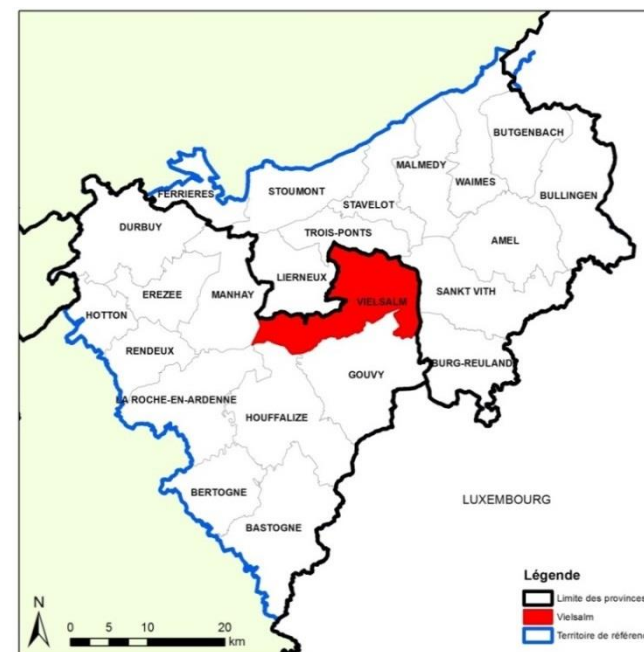 BUTGENBACH
MALMEDY
WAIMES
BULLINGEN
FERRIERES
STOUMONT
STAVELOT
DURBUY
TROIS-PONTS
AMEL
LIERNEUX
EREZEE
MANHAY
SANKT VITH
HOTTON
VIELSALM
RENDEUX
BURG-REULAND
GOUVY
LA ROCHE-EN-ARDENNE
HOUFFALIZE
BERTOGNE
LUXEMBOURG
BASTOGNE
Légende
Limite des provinces
Vielsalm
Territoire de référenc
N
0 5 10 20
km